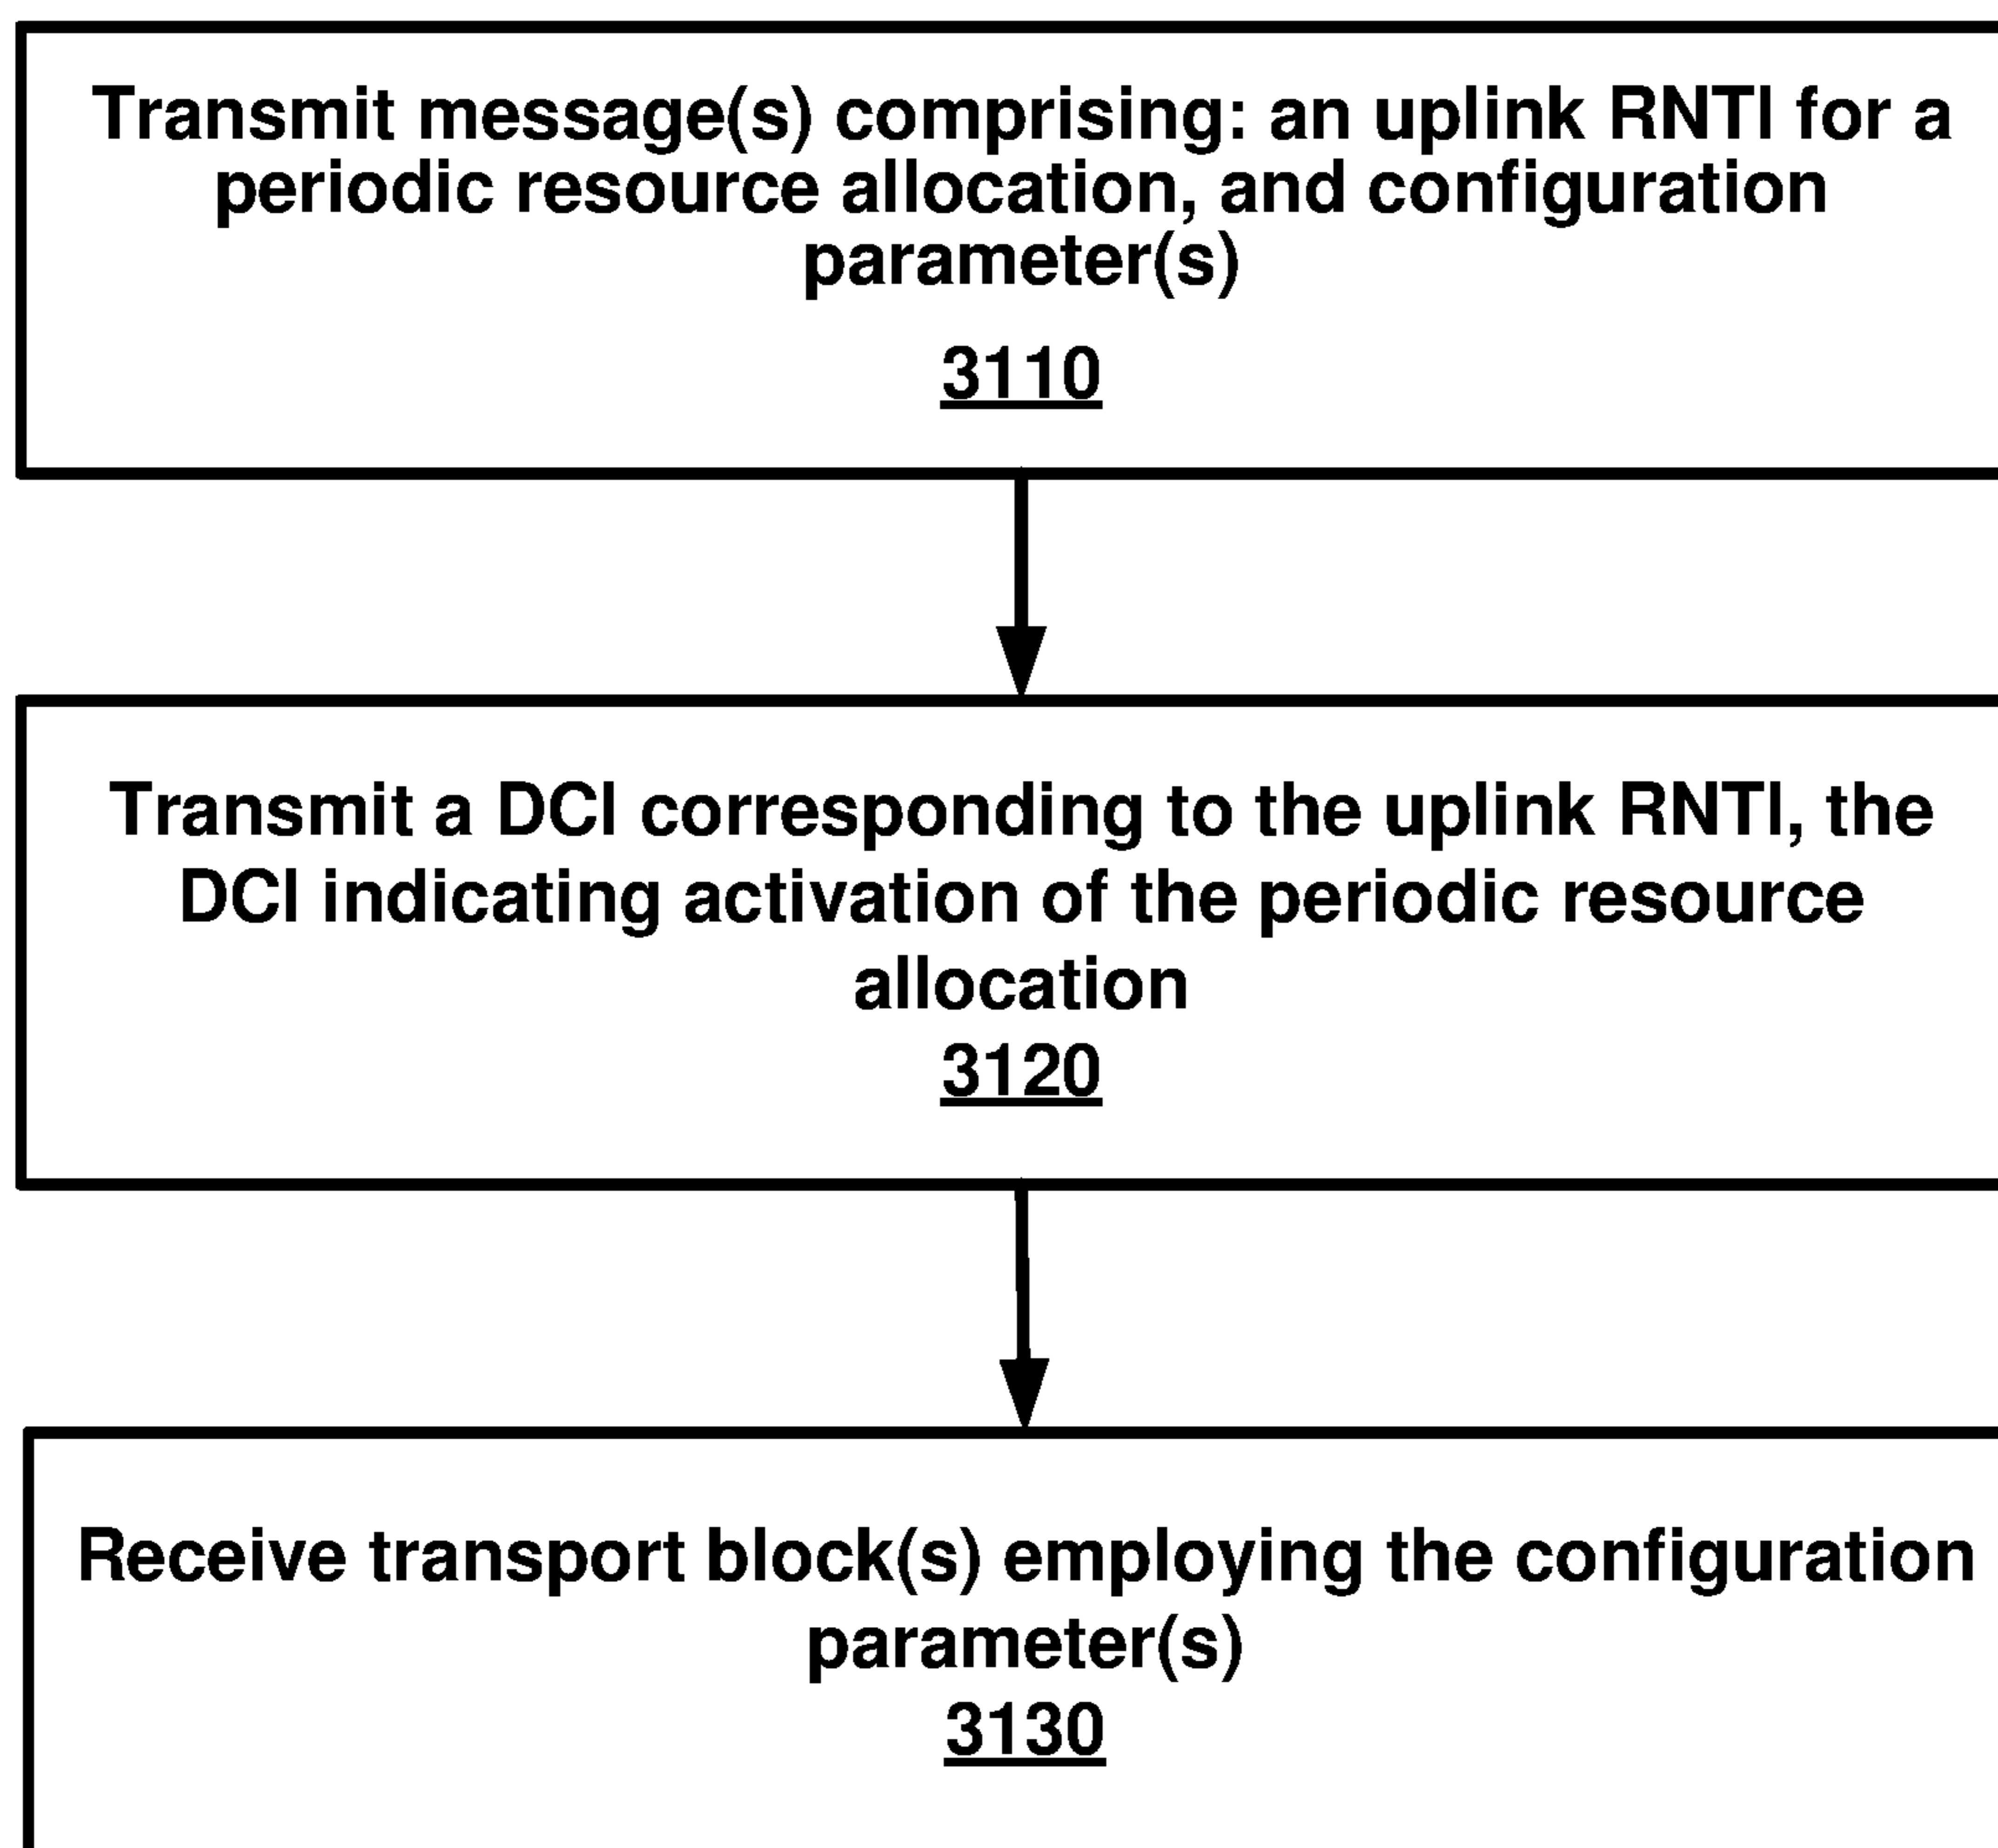 Transmit message(s) comprising: an uplink RNTI for a
periodic resource allocation, and configuration
parameter(s)
3110
Transmit a DCI corresponding to the uplink RNTI, the
DCI indicating activation of the periodic resource
allocation
3120
Receive transport block(s) employing the configuration
parameter(s)
3130